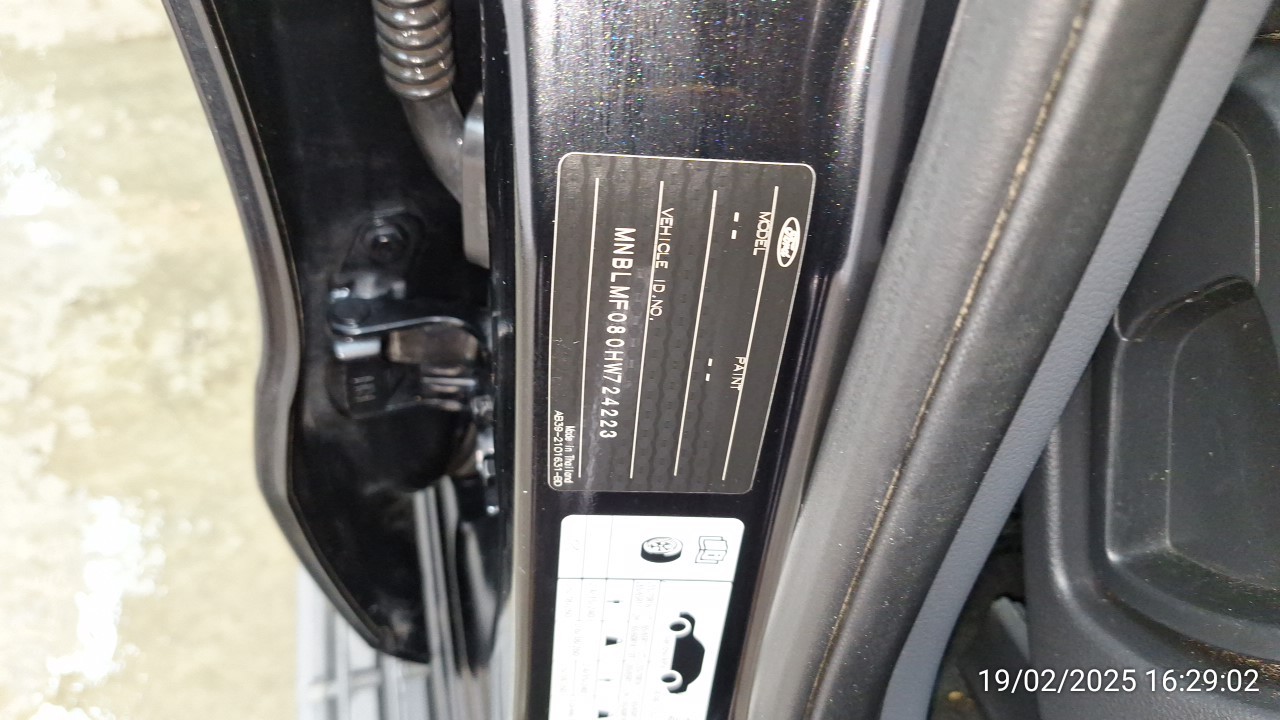 Ford
MODEL PAINT
-- --
VEHICLE ID,NO,
MNBLMF080HW724223
Made in Thailand
AB39-2101631-BD
19/02/2025 16:29:02